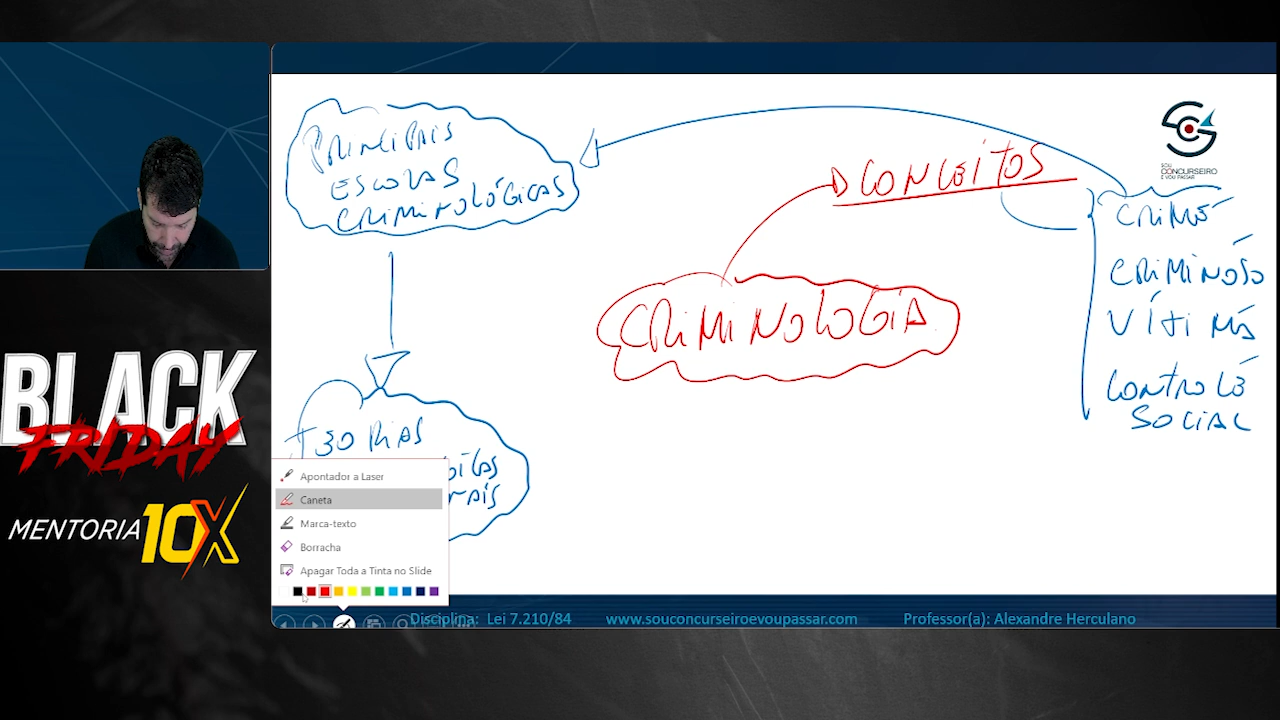 PRINCIPAIS
ESCOLAS
CRIMINOLÓGICAS
CONCEITOS
CRIME
CRIMINOSO
VÍTIMA
CONTROLE
SOCIAL
CRIMINOLOGIA
SOU
CONCURSEIRO
E VOU PASSAR
+ 30 DIAS
BLACK
FRIDAY
MENTORIA 10X
Apontador a Laser
Caneta
Marca-texto
Borracha
Apagar Toda a Tinta no Slide
Disciplina: Lei 7.210/84 www.souconcurseiroevoupassar.com Professor(a): Alexandre Herculano